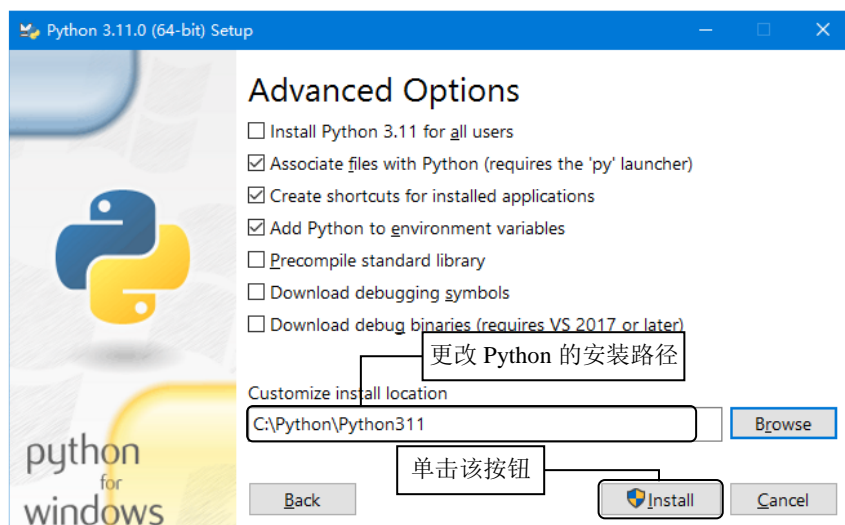 Python 3.11.0 (64-bit) Setup
Advanced Options
Install Python 3.11 for all users
Associate files with Python (requires the 'py' launcher)
Create shortcuts for installed applications
Add Python to environment variables
Precompile standard library
Download debugging symbols
Download debug binaries (requires VS 2017 or later)
更改 Python 的安装路径
Customize install location
C:\Python\Python311
Browse
单击该按钮
python
for
windows
Back
Install
Cancel